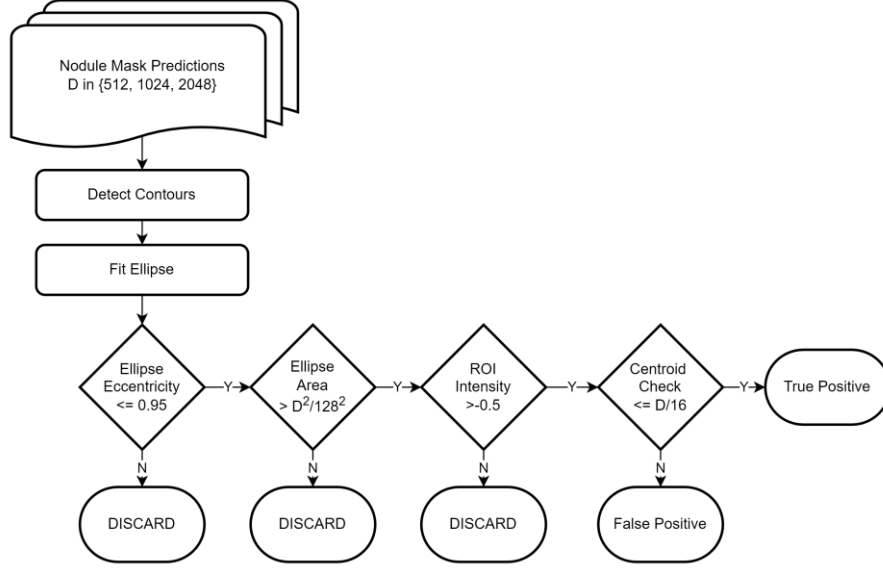 Nodule Mask Predictions
D in {512, 1024, 2048}
Detect Contours
Fit Ellipse
Ellipse
Eccentricity
<= 0.95
Y
Ellipse
Area
> D²/128²
Y
ROI
Intensity
>-0.5
Y
Centroid
Check
<= D/16
Y
True Positive
N
N
N
N
DISCARD
DISCARD
DISCARD
False Positive